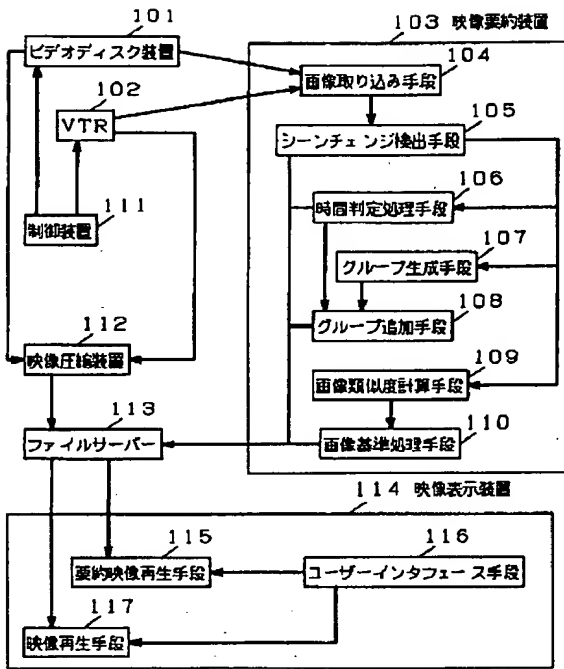 101
ビデオディスク装置
102
VTR
111
制御装置
112
映像圧縮装置
113
ファイルサーバー
103 映像要約装置
104
画像取り込み手段
105
シーンチェンジ検出手段
106
時間判定処理手段
107
グループ生成手段
108
グループ追加手段
109
画像類似度計算手段
110
画像基準処理手段
114 映像表示装置
115
要約映像再生手段
116
ユーザーインタフェース手段
117
映像再生手段